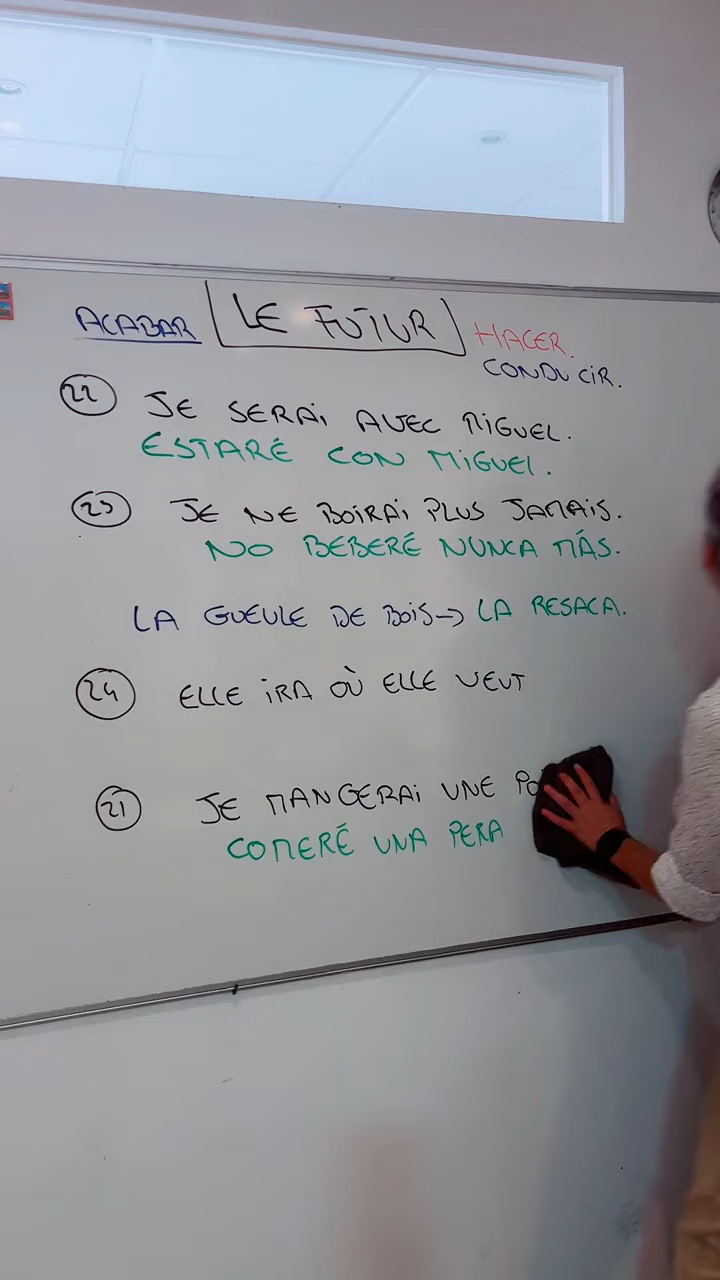 ACABAR LE FUTUR HACER.
CONDUCIR.
22 JE SERAI AVEC MIGUEL.
ESTARÉ CON MIGUEL.
23 JE NE BOIRAI PLUS JAMAIS.
NO BEBERÉ NUNCA MÁS.
LA GUEULE DE BOIS → LA RESACA.
24 ELLE IRA OÙ ELLE VEUT
21 JE MANGERAI UNE PO
COMERÉ UNA PERA